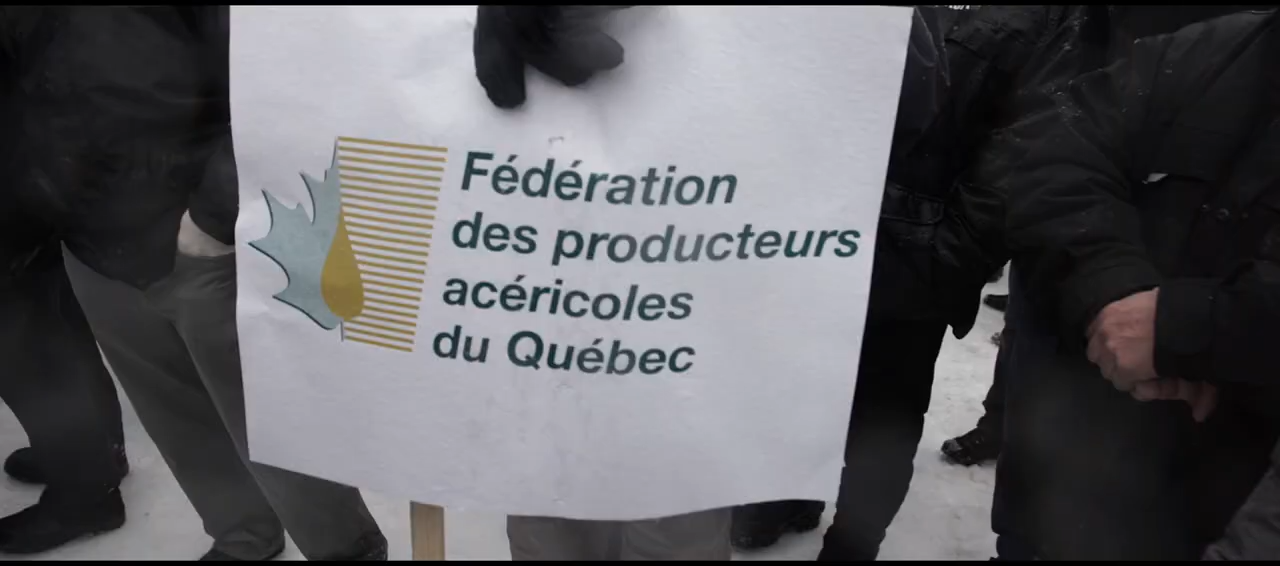 Fédération
des producteurs
acéricoles
du Québec